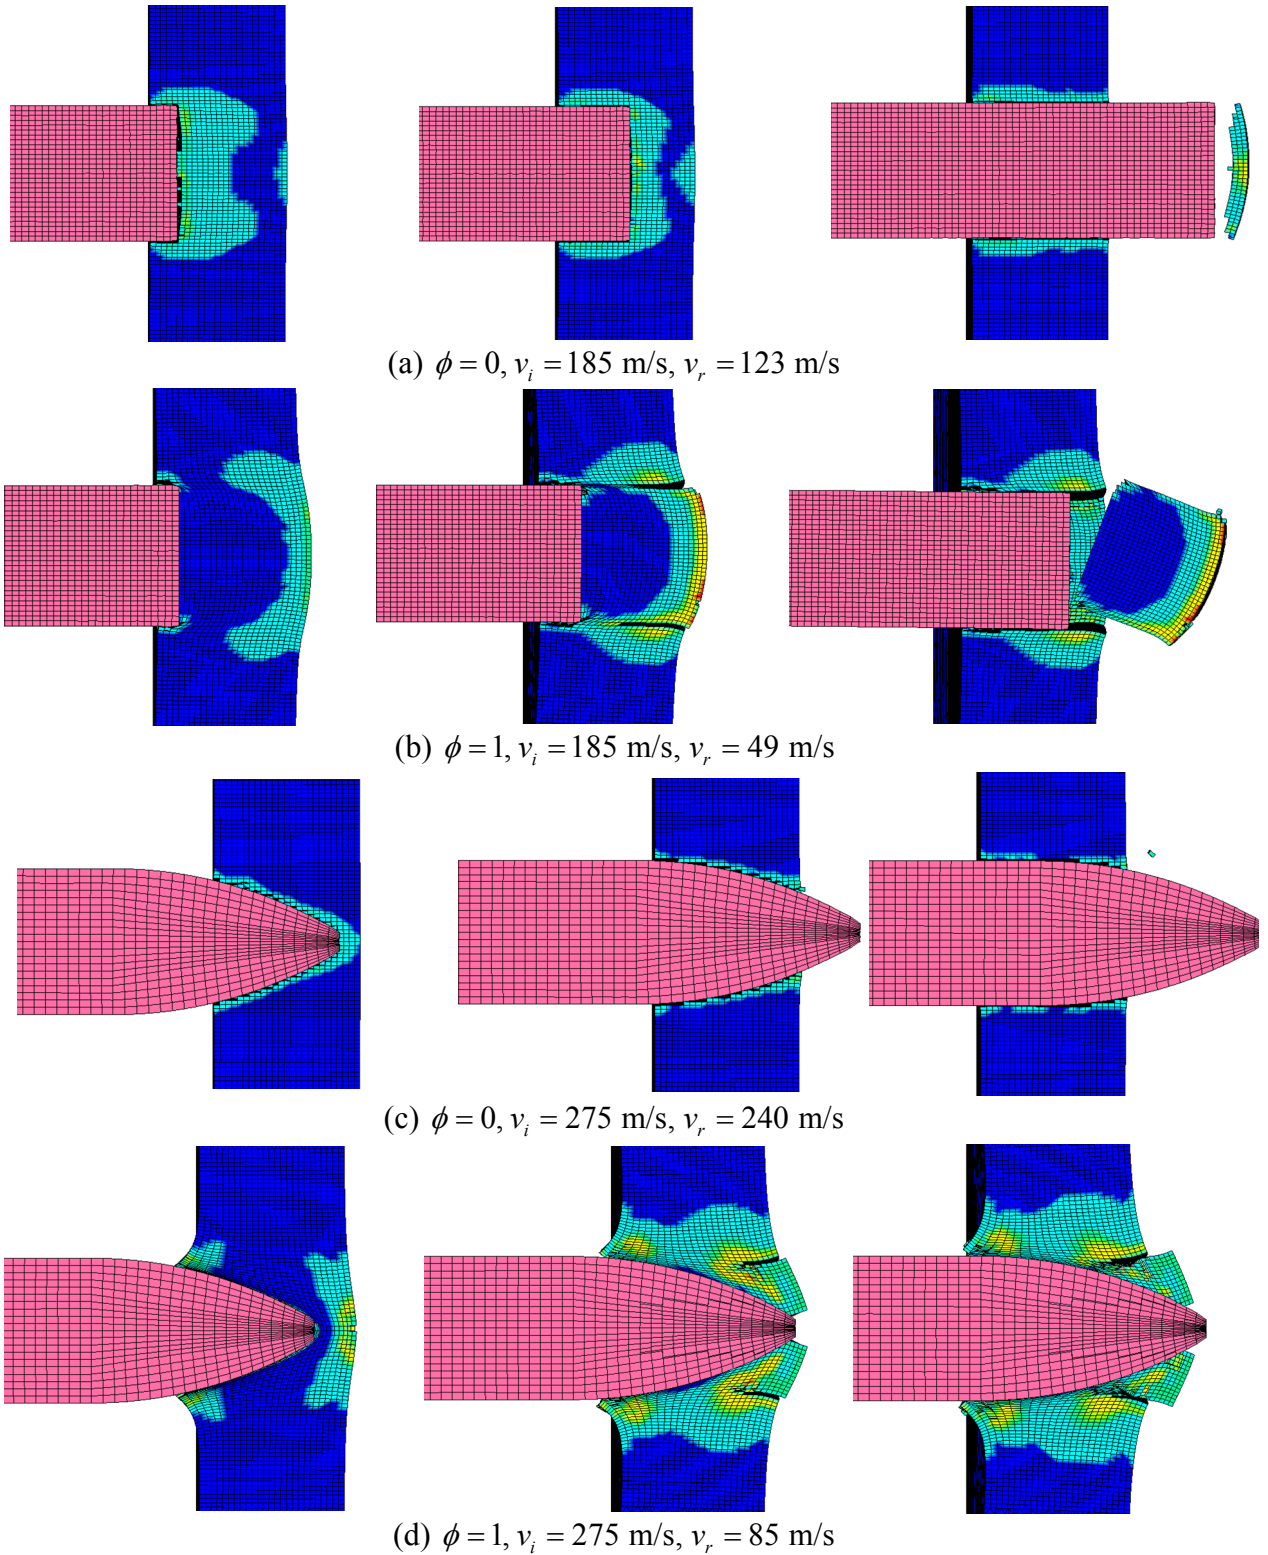 (a) ϕ = 0, v_i = 185 m/s, v_r = 123 m/s
(b) ϕ = 1, v_i = 185 m/s, v_r = 49 m/s
(c) ϕ = 0, v_i = 275 m/s, v_r = 240 m/s
(d) ϕ = 1, v_i = 275 m/s, v_r = 85 m/s